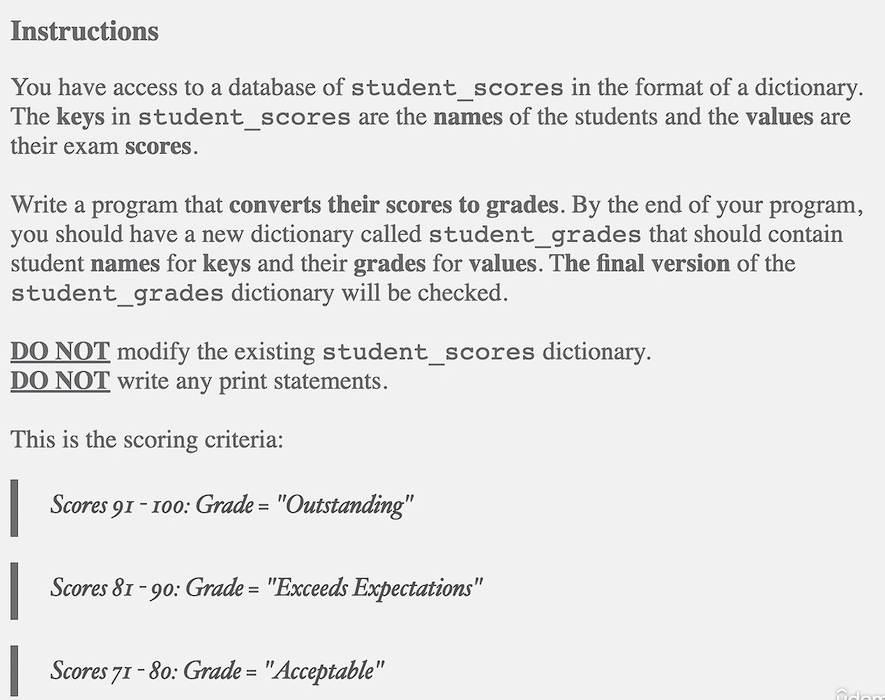 Instructions
You have access to a database of student_scores in the format of a dictionary.
The keys in student_scores are the names of the students and the values are
their exam scores.
Write a program that converts their scores to grades. By the end of your program,
you should have a new dictionary called student_grades that should contain
student names for keys and their grades for values. The final version of the
student_grades dictionary will be checked.
DO NOT modify the existing student_scores dictionary.
DO NOT write any print statements.
This is the scoring criteria:
Scores 91 - 100: Grade = "Outstanding"
Scores 81 - 90: Grade = "Exceeds Expectations"
Scores 71 - 80: Grade = "Acceptable"